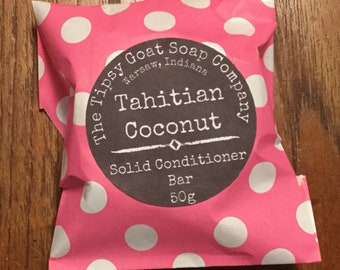 The Tipsy Goat Soap Company
Warsaw, Indiana
Tahitian
Coconut
Solid Conditioner
Bar
50g